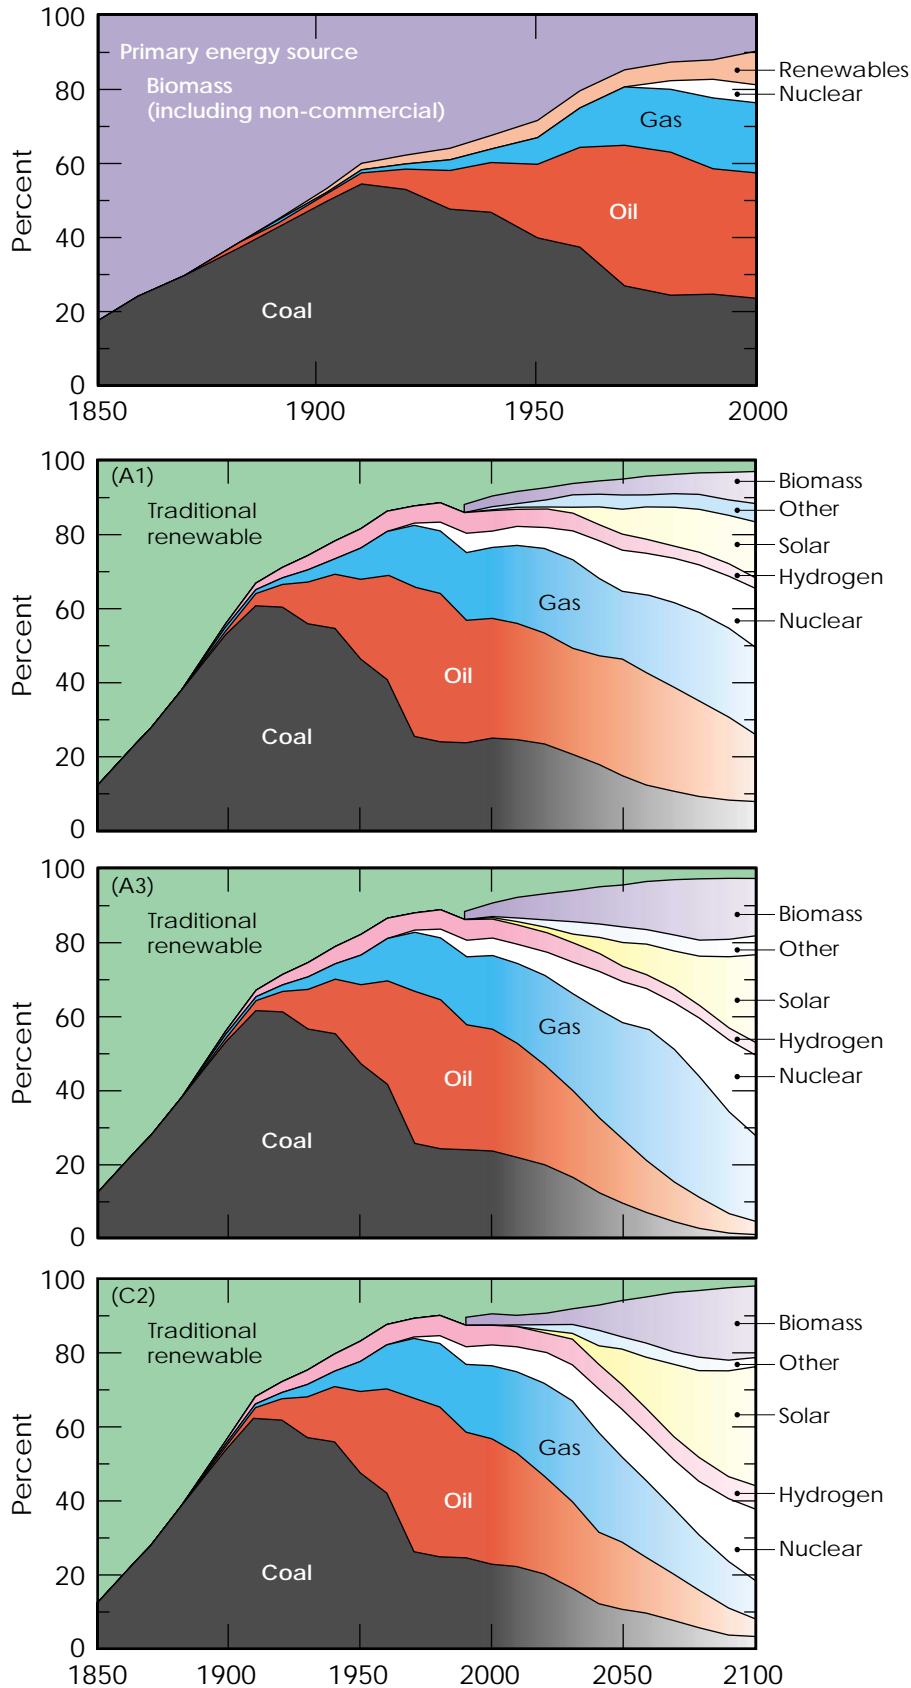 100
80
60
40
20
0
Percent
Primary energy source
Biomass
(including non-commercial)
Gas
Oil
Coal
Renewables
Nuclear
1850
1900
1950
2000
100
80
60
40
20
0
Percent
(A1)
Traditional
renewable
Gas
Oil
Coal
Biomass
Other
Solar
Hydrogen
Nuclear
100
80
60
40
20
0
Percent
(A3)
Traditional
renewable
Gas
Oil
Coal
Biomass
Other
Solar
Hydrogen
Nuclear
100
80
60
40
20
0
Percent
(C2)
Traditional
renewable
Gas
Oil
Coal
Biomass
Other
Solar
Hydrogen
Nuclear
1850
1900
1950
2000
2050
2100